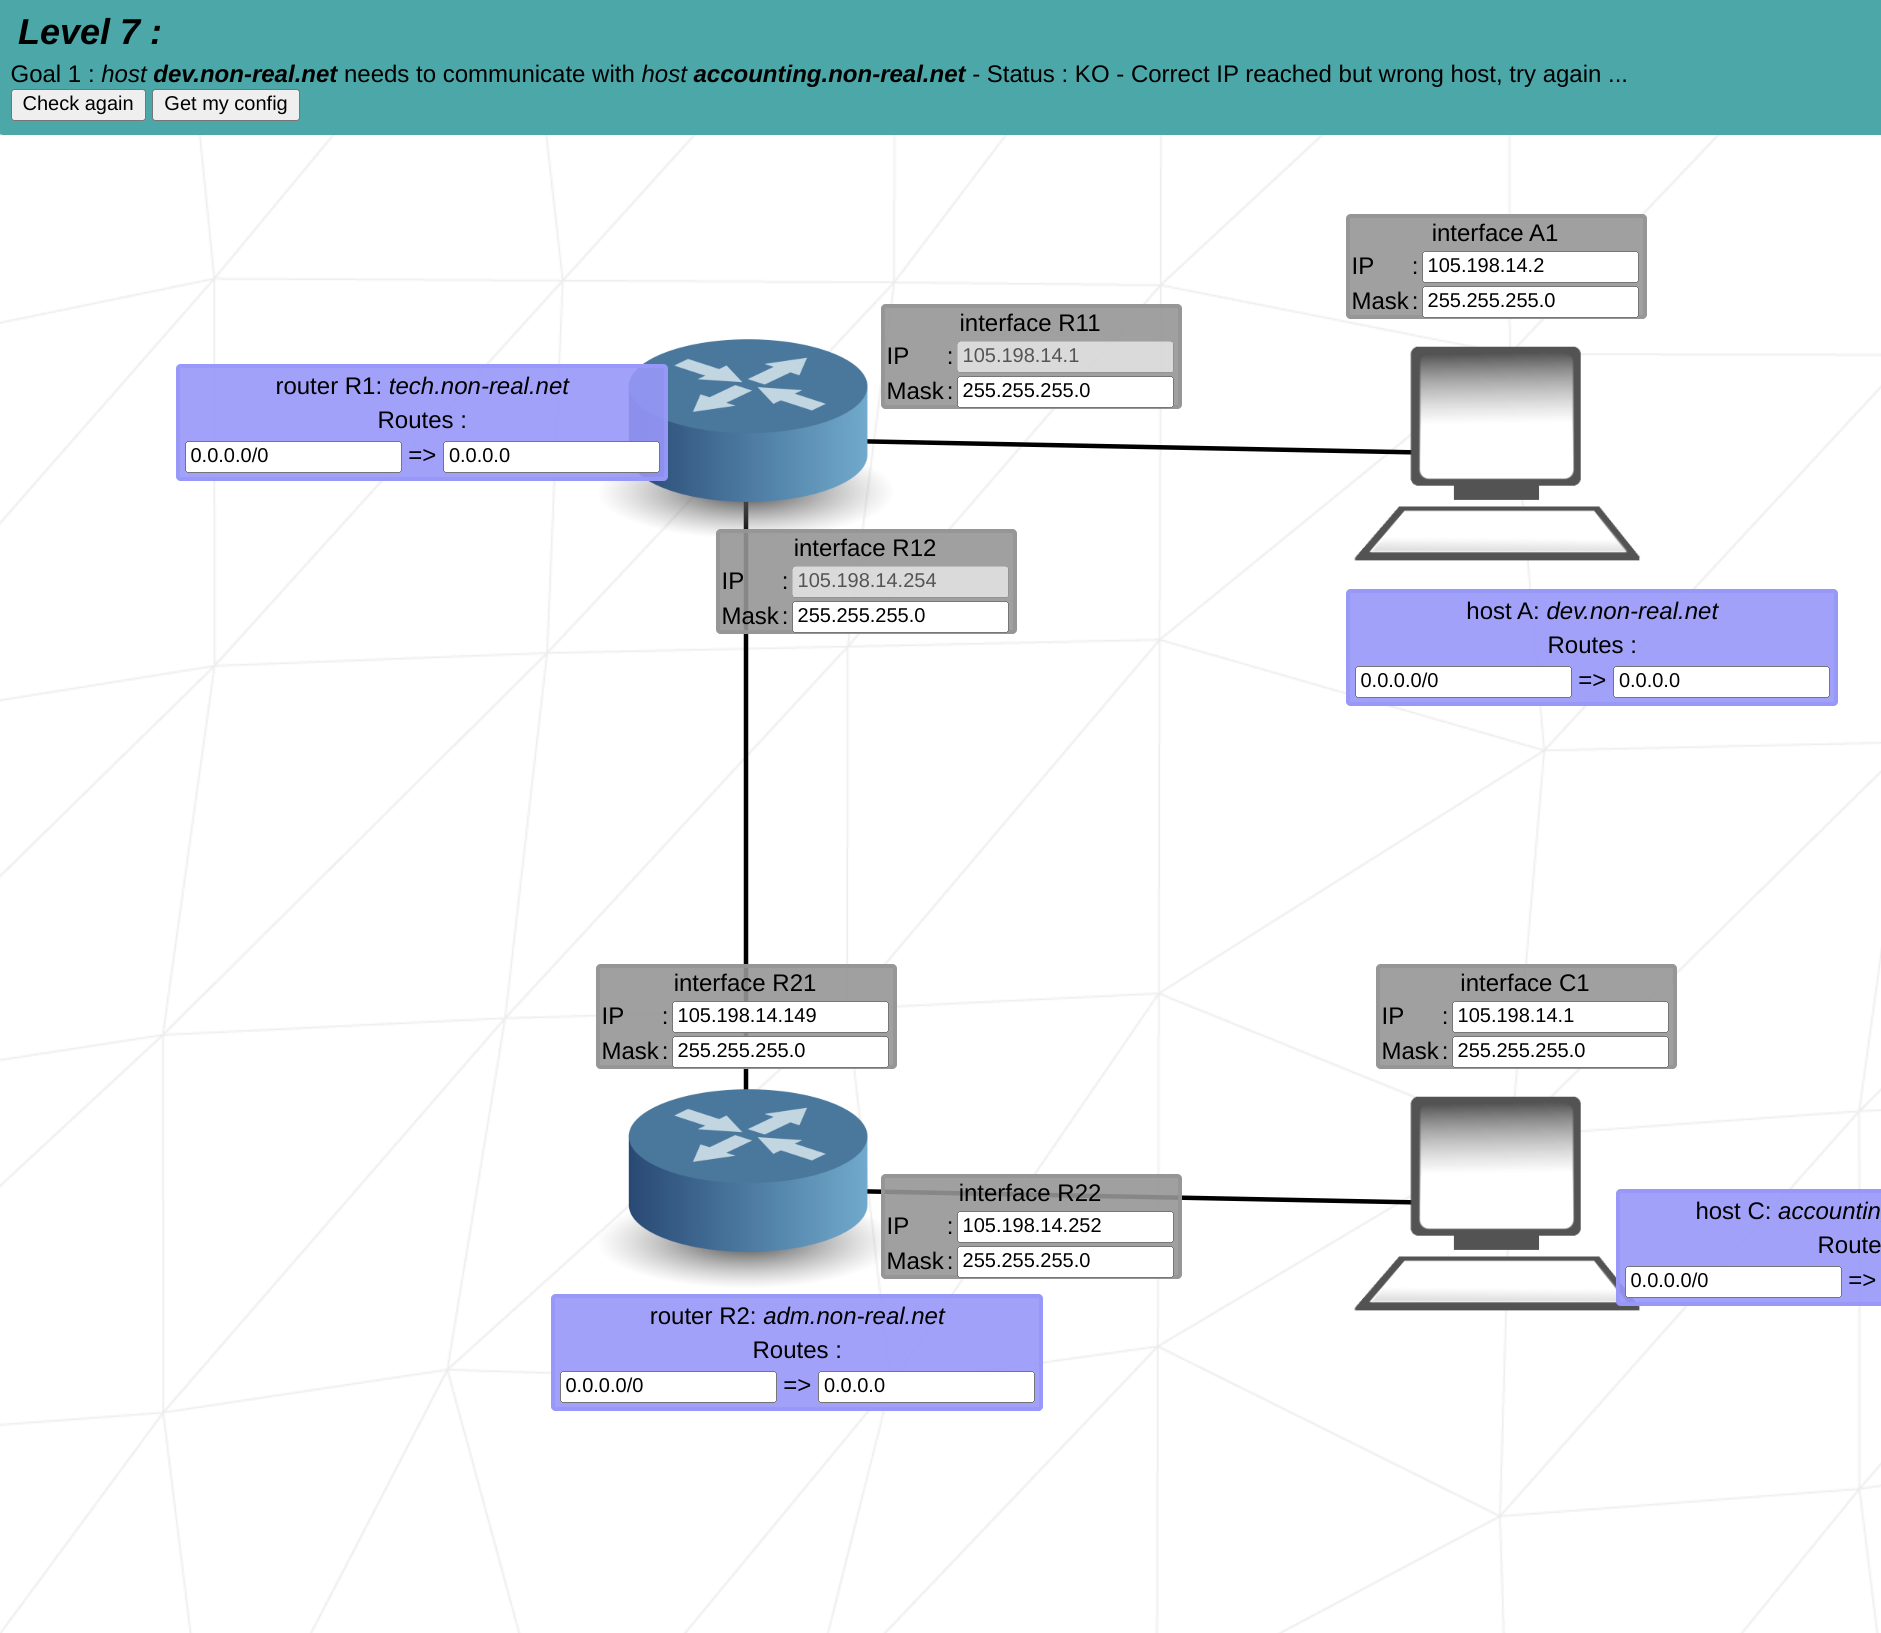 Level 7 :
Goal 1 : host dev.non-real.net needs to communicate with host accounting.non-real.net - Status : KO - Correct IP reached but wrong host, try again ...
Check again Get my config
interface A1
IP : 105.198.14.2
Mask : 255.255.255.0
interface R11
IP : 105.198.14.1
Mask : 255.255.255.0
router R1: tech.non-real.net
Routes :
0.0.0.0/0 => 0.0.0.0
interface R12
IP : 105.198.14.254
Mask : 255.255.255.0
host A: dev.non-real.net
Routes :
0.0.0.0/0 => 0.0.0.0
interface R21
IP : 105.198.14.149
Mask : 255.255.255.0
interface C1
IP : 105.198.14.1
Mask : 255.255.255.0
interface R22
IP : 105.198.14.252
Mask : 255.255.255.0
host C: accountin
Route
0.0.0.0/0 =>
router R2: adm.non-real.net
Routes :
0.0.0.0/0 => 0.0.0.0